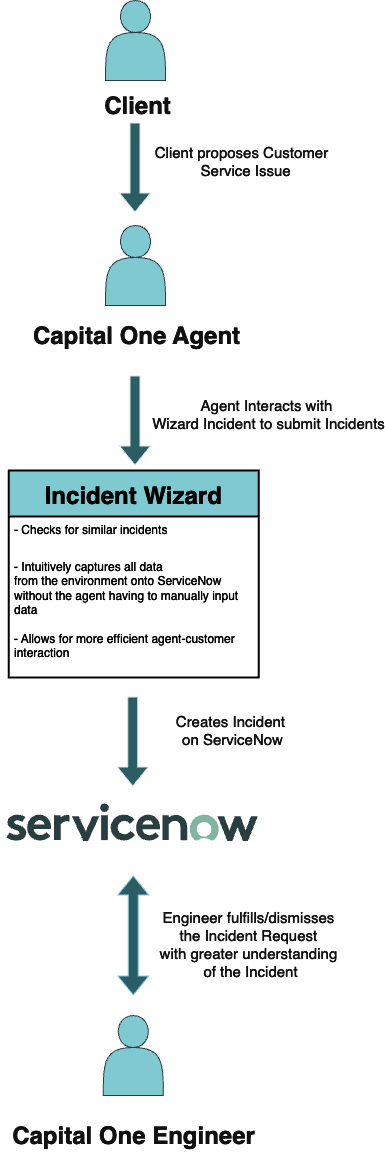 Client
Client proposes Customer
Service Issue
Capital One Agent
Agent Interacts with
Wizard Incident to submit Incidents
Incident Wizard
- Checks for similar incidents
- Intuitively captures all data
from the environment onto ServiceNow
without the agent having to manually input
data
- Allows for more efficient agent-customer
interaction
Creates Incident
on ServiceNow
servicenow
Engineer fulfills/dismisses
the Incident Request
with greater understanding
of the Incident
Capital One Engineer